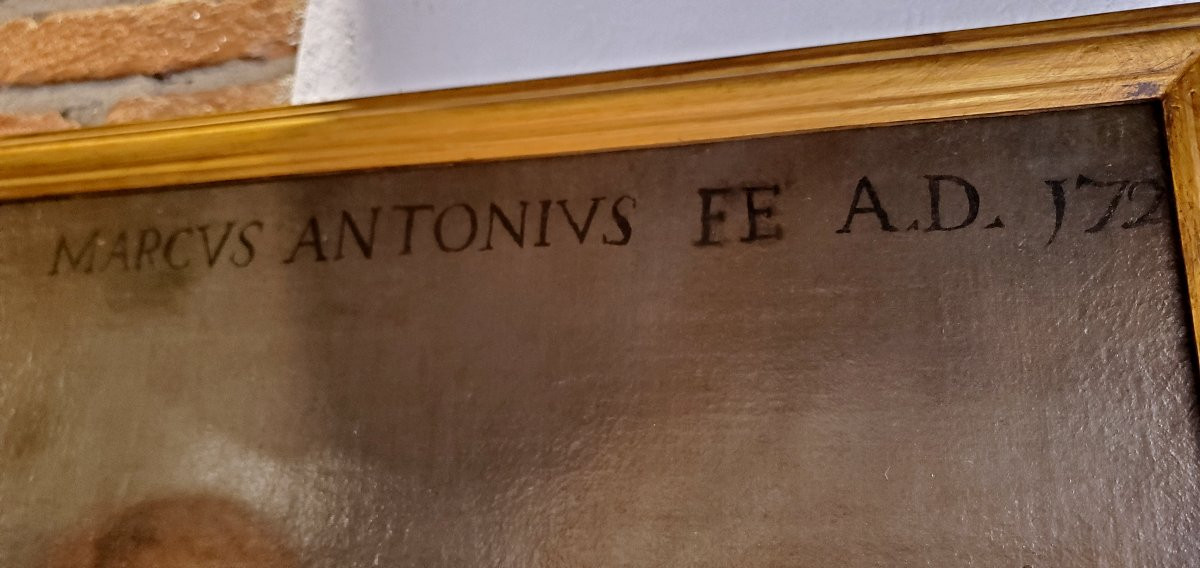 MARCVS ANTONIVS FE A.D. 172